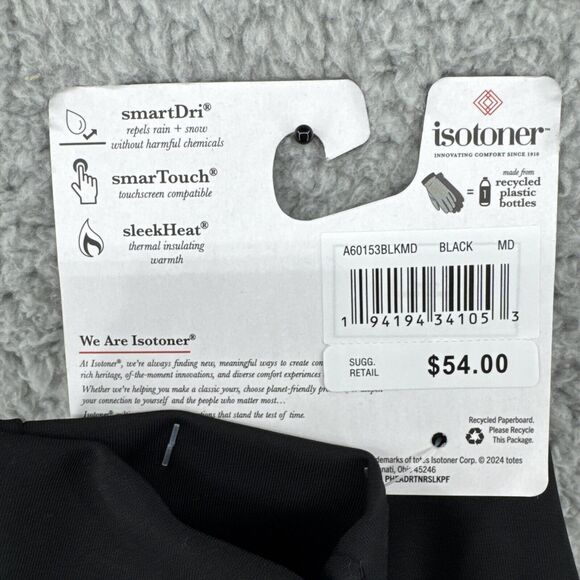 smartDri®
repels rain + snow
without harmful chemicals
smarTouch®
touchscreen compatible
sleekHeat®
thermal insulating
warmth
isotoner™
INNOVATING COMFORT SINCE 1910
made from
= recycled
plastic
bottles
A60153BLKMD BLACK MD
1 94194 34105 3
SUGG.
RETAIL
$54.00
We Are Isotoner®
At Isotoner®, we're always finding new, meaningful ways to create
rich heritage, of-the-moment innovations, and diverse comfort experiences
Whether we're helping you make a classic yours, choose planet-friendly
your connection to yourself and the people who matter most...
Isotoner® that stand the test of time.
Recycled Paperboard.
Please Recycle
This Package.
of totes Isotoner Corp. © 2024 totes
Ohio 45246
PHEADRTNRSLKPF